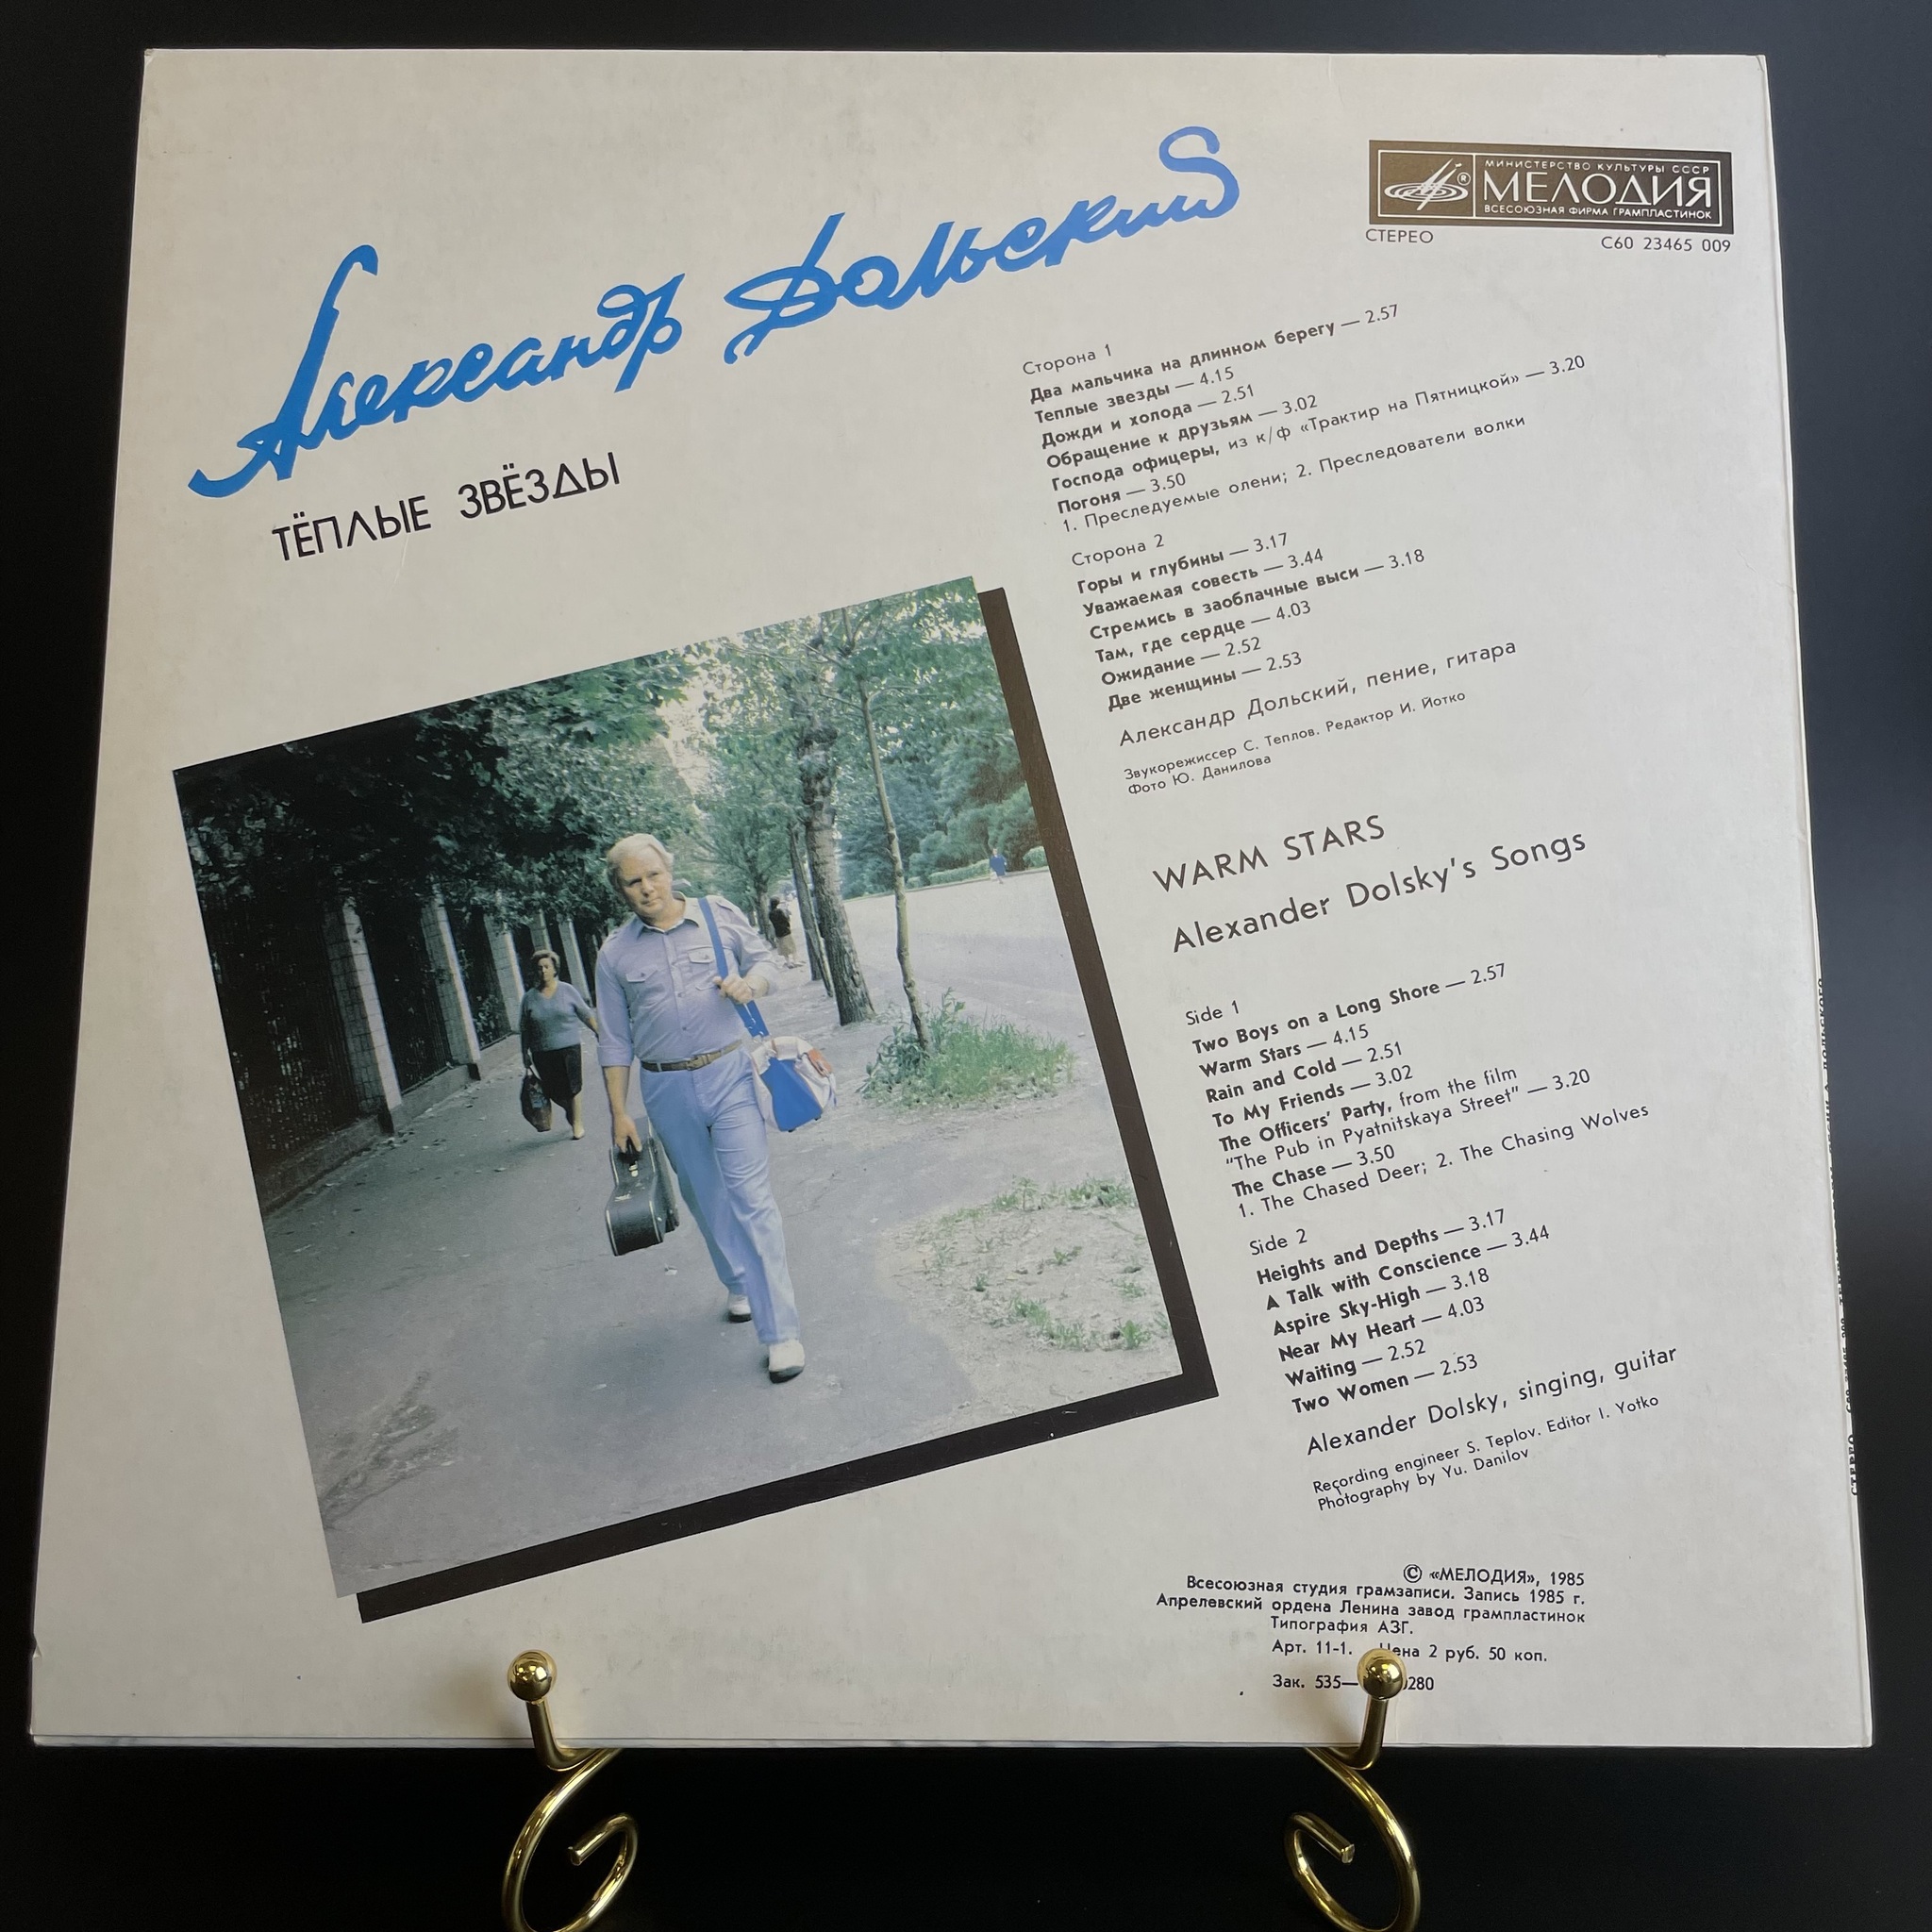 Александр Дольский
ТЁПЛЫЕ ЗВЁЗДЫ
МИНИСТЕРСТВО КУЛЬТУРЫ СССР
МЕЛОДИЯ
ВСЕСОЮЗНАЯ ФИРМА ГРАМПЛАСТИНОК
СТЕРЕО
С60 23465 009
Сторона 1
Два мальчика на длинном берегу — 2.57
Теплые звезды — 4.15
Дожди и холода — 2.51
Обращение к друзьям — 3.02
Господа офицеры, из к/ф «Трактир на Пятницкой» — 3.20
Погоня — 3.50
1. Преследуемые олени; 2. Преследователи волки
Сторона 2
Горы и глубины — 3.17
Уважаемая совесть — 3.44
Стремись в заоблачные выси — 3.18
Там, где сердце — 4.03
Ожидание — 2.52
Две женщины — 2.53
Александр Дольский, пение, гитара
Звукорежиссер С. Теплов. Редактор И. Йотко
Фото Ю. Данилова
WARM STARS
Alexander Dolsky's Songs
Side 1
Two Boys on a Long Shore — 2.57
Warm Stars — 4.15
Rain and Cold — 2.51
To My Friends — 3.02
The Officers' Party, from the film
"The Pub in Pyatnitskaya Street" — 3.20
The Chase — 3.50
1. The Chased Deer; 2. The Chasing Wolves
Side 2
Heights and Depths — 3.17
A Talk with Conscience — 3.44
Aspire Sky-High — 3.18
Near My Heart — 4.03
Waiting — 2.52
Two Women — 2.53
Alexander Dolsky, singing, guitar
Recording engineer S. Teplov. Editor I. Yotko
Photography by Yu. Danilov
© «МЕЛОДИЯ», 1985
Всесоюзная студия грамзаписи. Запись 1985 г.
Апрелевский ордена Ленина завод грампластинок
Типография АЗГ.
Арт. 11-1. Цена 2 руб. 50 коп.
Зак. 535—
СТЕРЕО